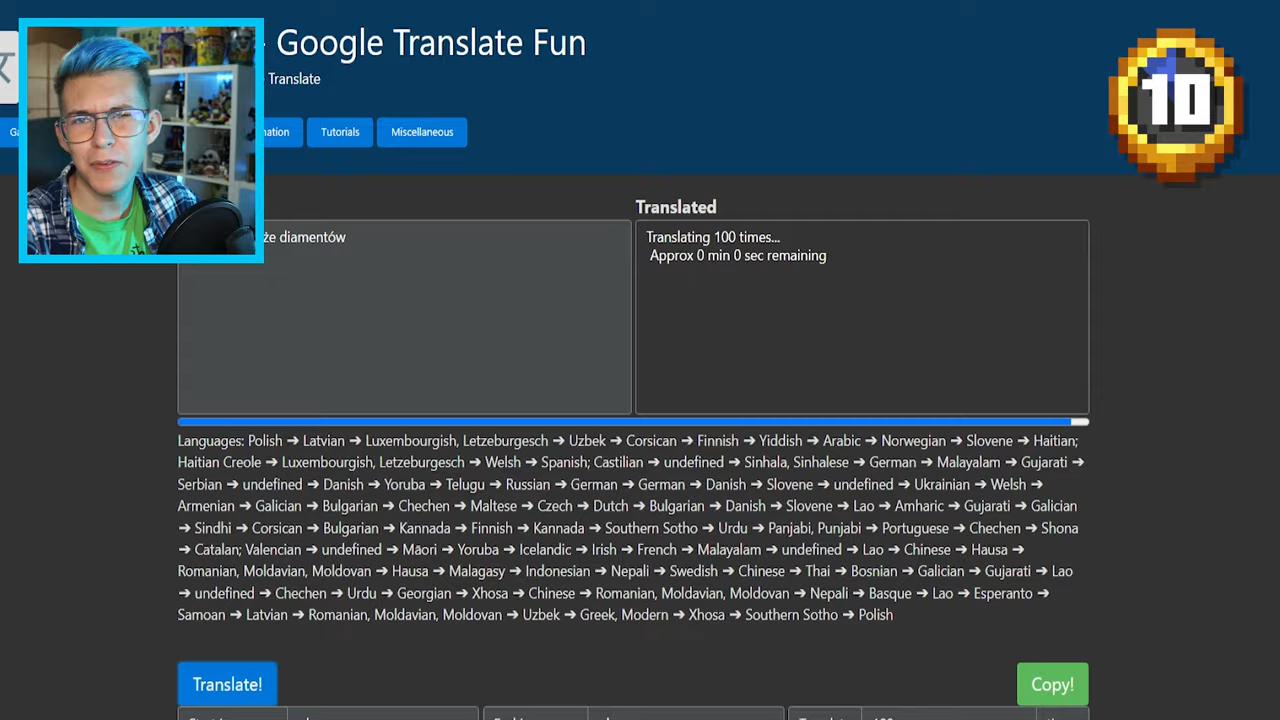 Google Translate Fun
Translate
Tutorials
Miscellaneous
10
Translated
że diamentów
Translating 100 times...
Approx 0 min 0 sec remaining
Languages: Polish ➔ Latvian ➔ Luxembourgish, Letzeburgesch ➔ Uzbek ➔ Corsican ➔ Finnish ➔ Yiddish ➔ Arabic ➔ Norwegian ➔ Slovene ➔ Haitian;
Haitian Creole ➔ Luxembourgish, Letzeburgesch ➔ Welsh ➔ Spanish; Castilian ➔ undefined ➔ Sinhala, Sinhalese ➔ German ➔ Malayalam ➔ Gujarati ➔
Serbian ➔ undefined ➔ Danish ➔ Yoruba ➔ Telugu ➔ Russian ➔ German ➔ German ➔ Danish ➔ Slovene ➔ undefined ➔ Ukrainian ➔ Welsh ➔
Armenian ➔ Galician ➔ Bulgarian ➔ Chechen ➔ Maltese ➔ Czech ➔ Dutch ➔ Bulgarian ➔ Danish ➔ Slovene ➔ Lao ➔ Amharic ➔ Gujarati ➔ Galician
➔ Sindhi ➔ Corsican ➔ Bulgarian ➔ Kannada ➔ Finnish ➔ Kannada ➔ Southern Sotho ➔ Urdu ➔ Panjabi, Punjabi ➔ Portuguese ➔ Chechen ➔ Shona
➔ Catalan; Valencian ➔ undefined ➔ Māori ➔ Yoruba ➔ Icelandic ➔ Irish ➔ French ➔ Malayalam ➔ undefined ➔ Lao ➔ Chinese ➔ Hausa ➔
Romanian, Moldavian, Moldovan ➔ Hausa ➔ Malagasy ➔ Indonesian ➔ Nepali ➔ Swedish ➔ Chinese ➔ Thai ➔ Bosnian ➔ Galician ➔ Gujarati ➔ Lao
➔ undefined ➔ Chechen ➔ Urdu ➔ Georgian ➔ Xhosa ➔ Chinese ➔ Romanian, Moldavian, Moldovan ➔ Nepali ➔ Basque ➔ Lao ➔ Esperanto ➔
Samoan ➔ Latvian ➔ Romanian, Moldavian, Moldovan ➔ Uzbek ➔ Greek, Modern ➔ Xhosa ➔ Southern Sotho ➔ Polish
Translate!
Copy!